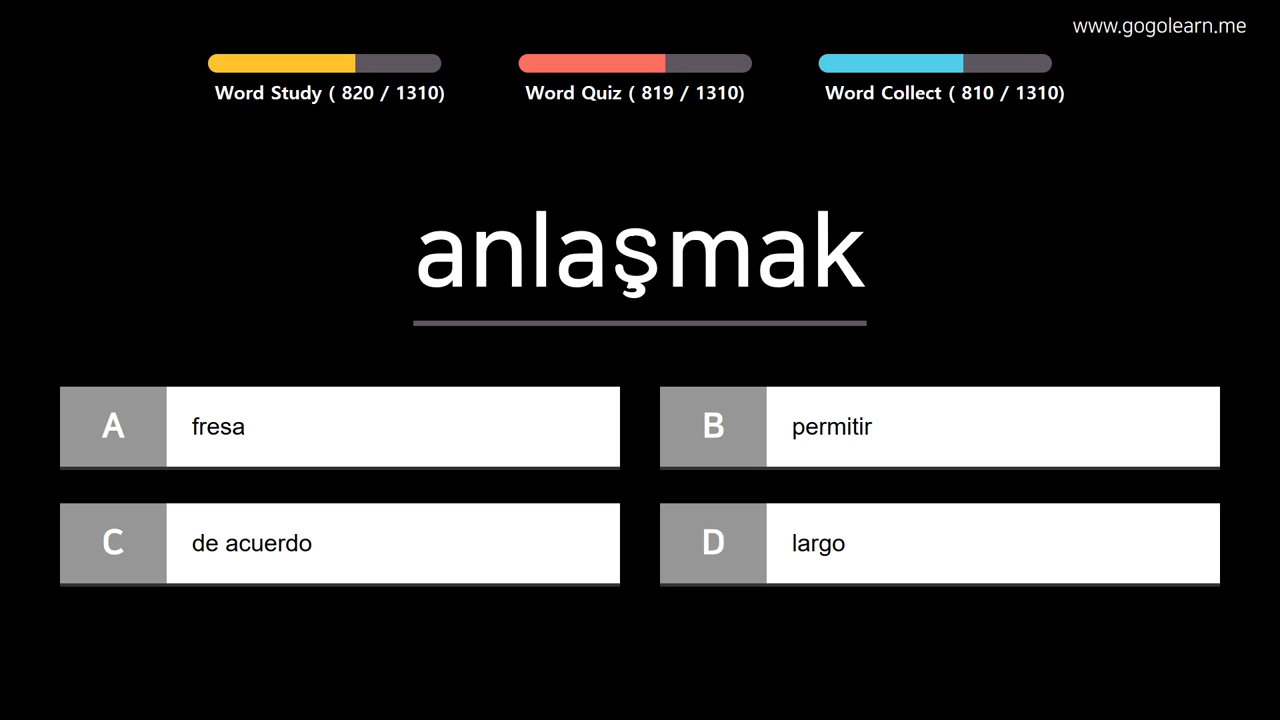 www.gogolearn.me
Word Study ( 820 / 1310)
Word Quiz ( 819 / 1310)
Word Collect ( 810 / 1310)
anlaşmak
A fresa
B permitir
C de acuerdo
D largo